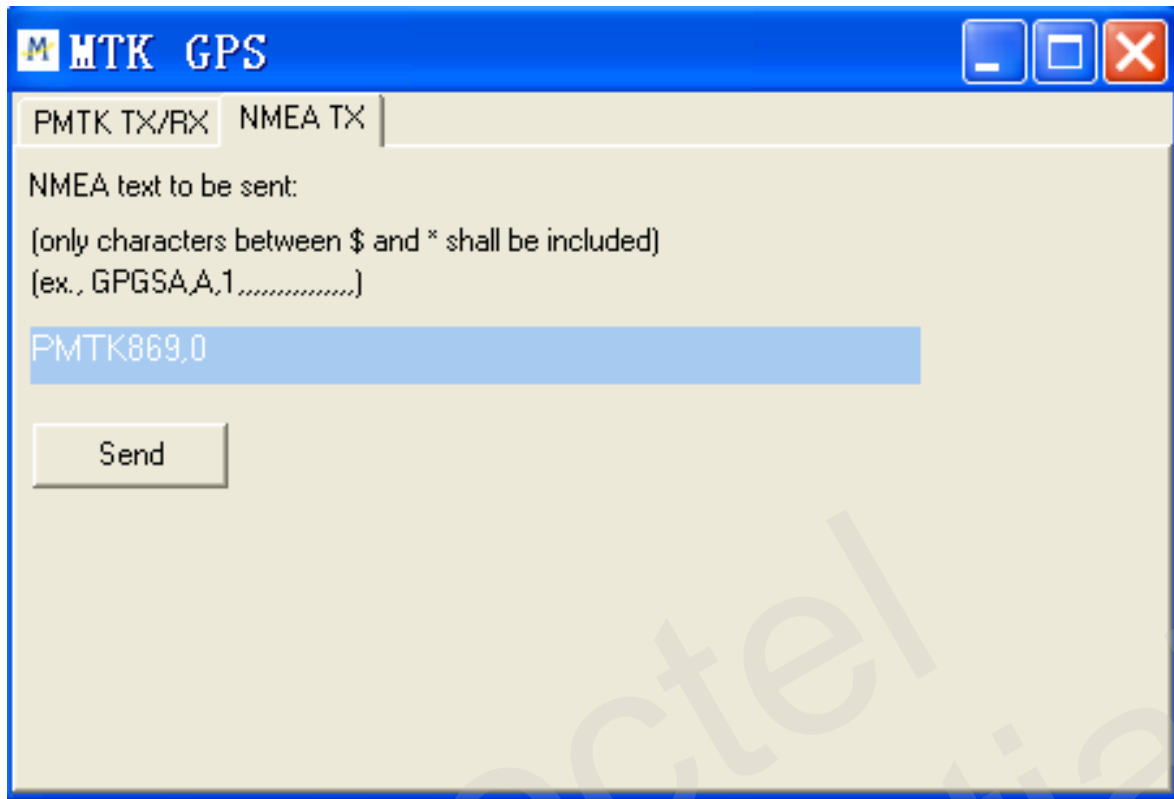 MTK GPS
PMTK TX/RX NMEA TX
NMEA text to be sent:
(only characters between $ and * shall be included)
(ex., GPGSA,A,1,,,,,,,,,,,,,,,)
PMTK869,0
Send